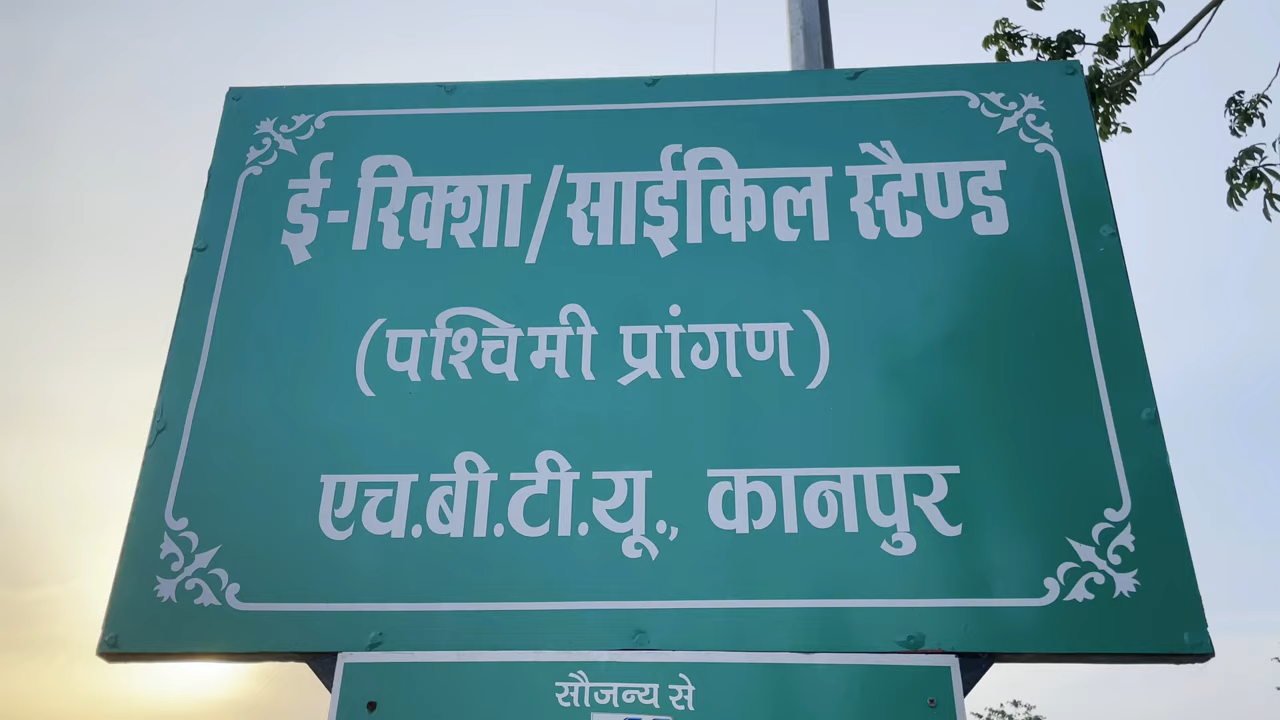 ई-रिक्शा/साईकिल स्टैण्ड
(पश्चिमी प्रांगण)
एच.बी.टी.यू., कानपुर
सौजन्य से